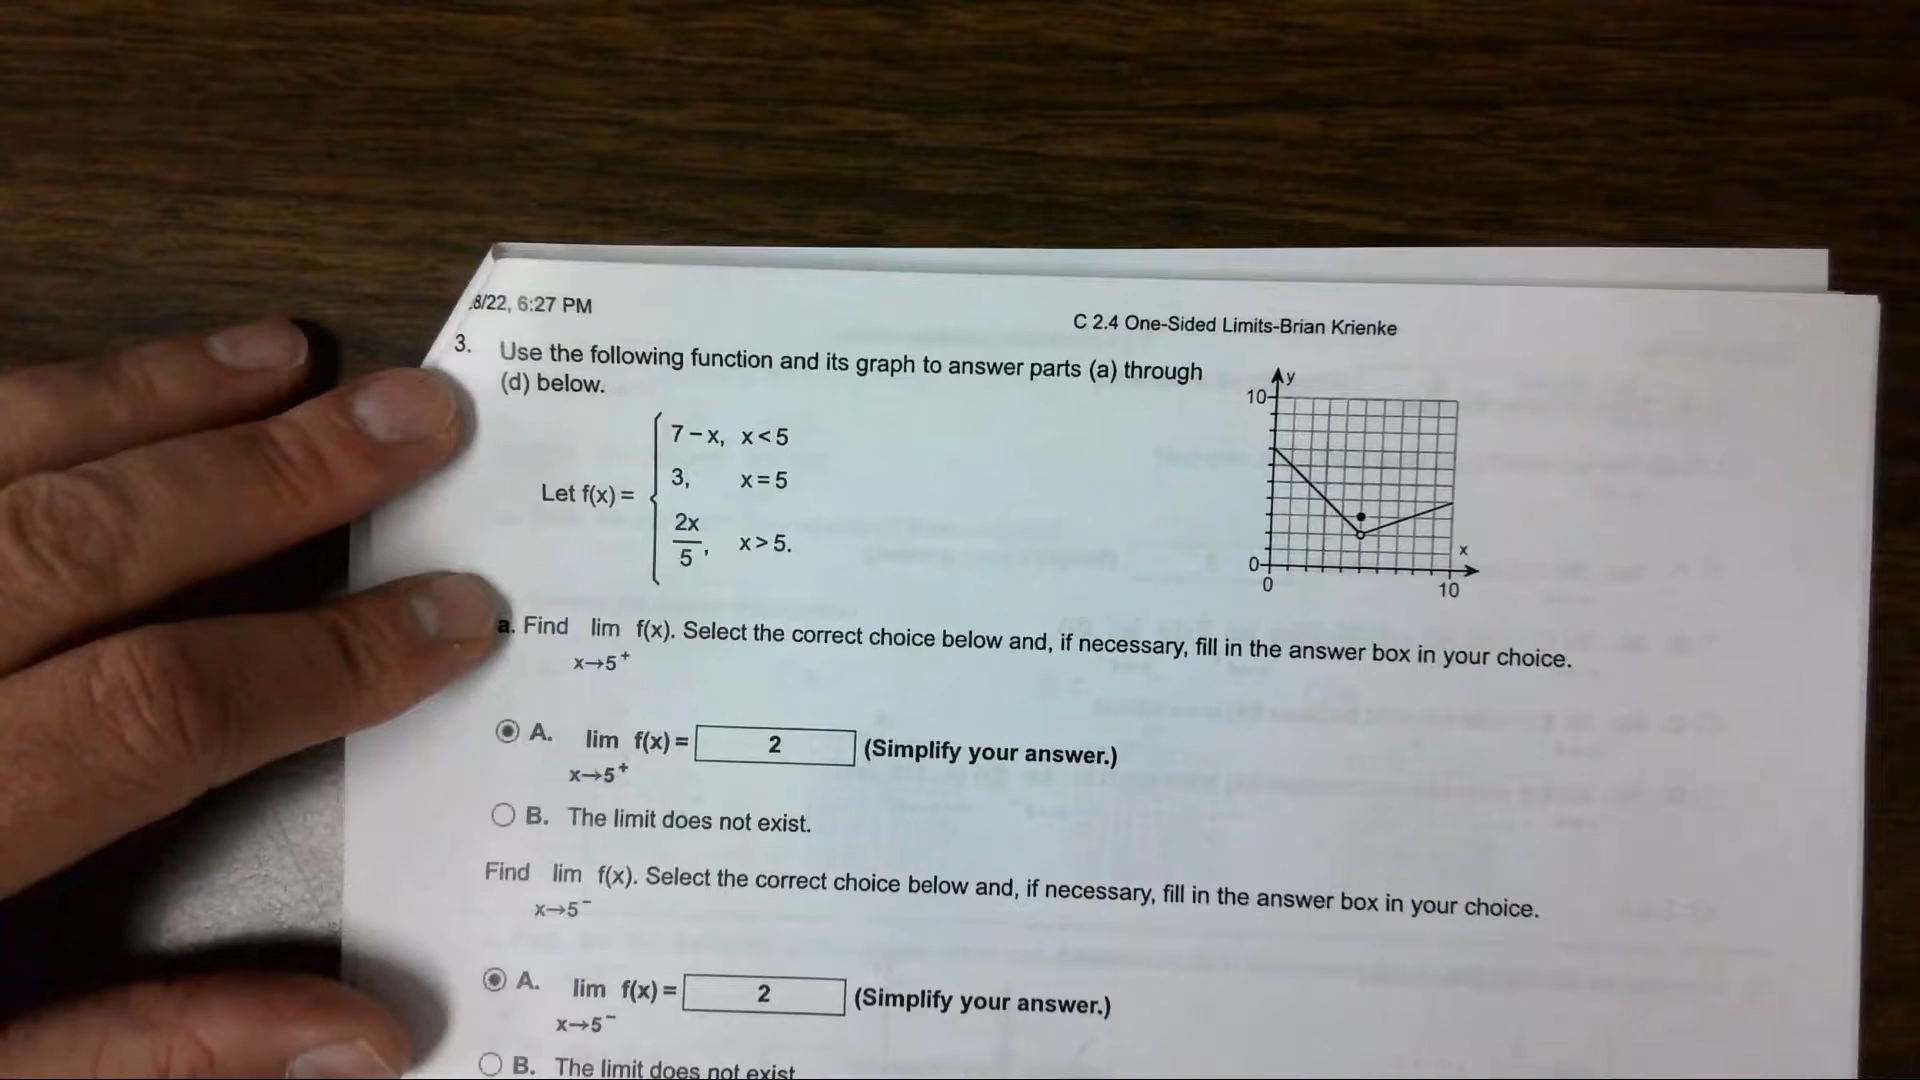 8/22, 6:27 PM
C 2.4 One-Sided Limits-Brian Krienke
3. Use the following function and its graph to answer parts (a) through
(d) below.
Let f(x) =
7 − x, x < 5
3, x = 5
2x
5 , x > 5.
y
10
0
x
0
10
a. Find lim f(x). Select the correct choice below and, if necessary, fill in the answer box in your choice.
x→5⁺
A. lim f(x) = 2 (Simplify your answer.)
x→5⁺
B. The limit does not exist.
Find lim f(x). Select the correct choice below and, if necessary, fill in the answer box in your choice.
x→5⁻
A. lim f(x) = 2 (Simplify your answer.)
x→5⁻
B. The limit does not exist